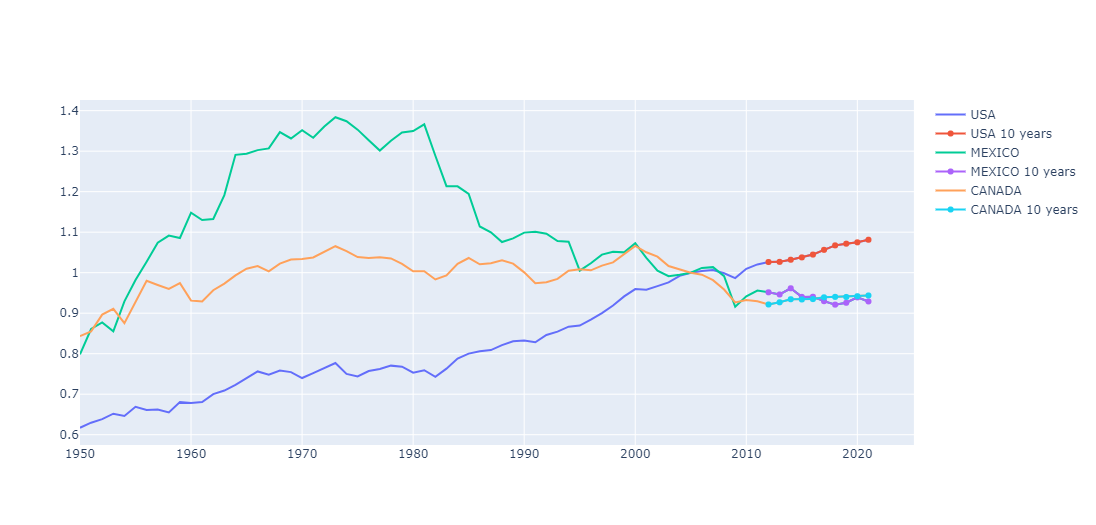 1.4
1.3
1.2
1.1
1
0.9
0.8
0.7
0.6
1950 1960 1970 1980 1990 2000 2010 2020
USA
USA 10 years
MEXICO
MEXICO 10 years
CANADA
CANADA 10 years